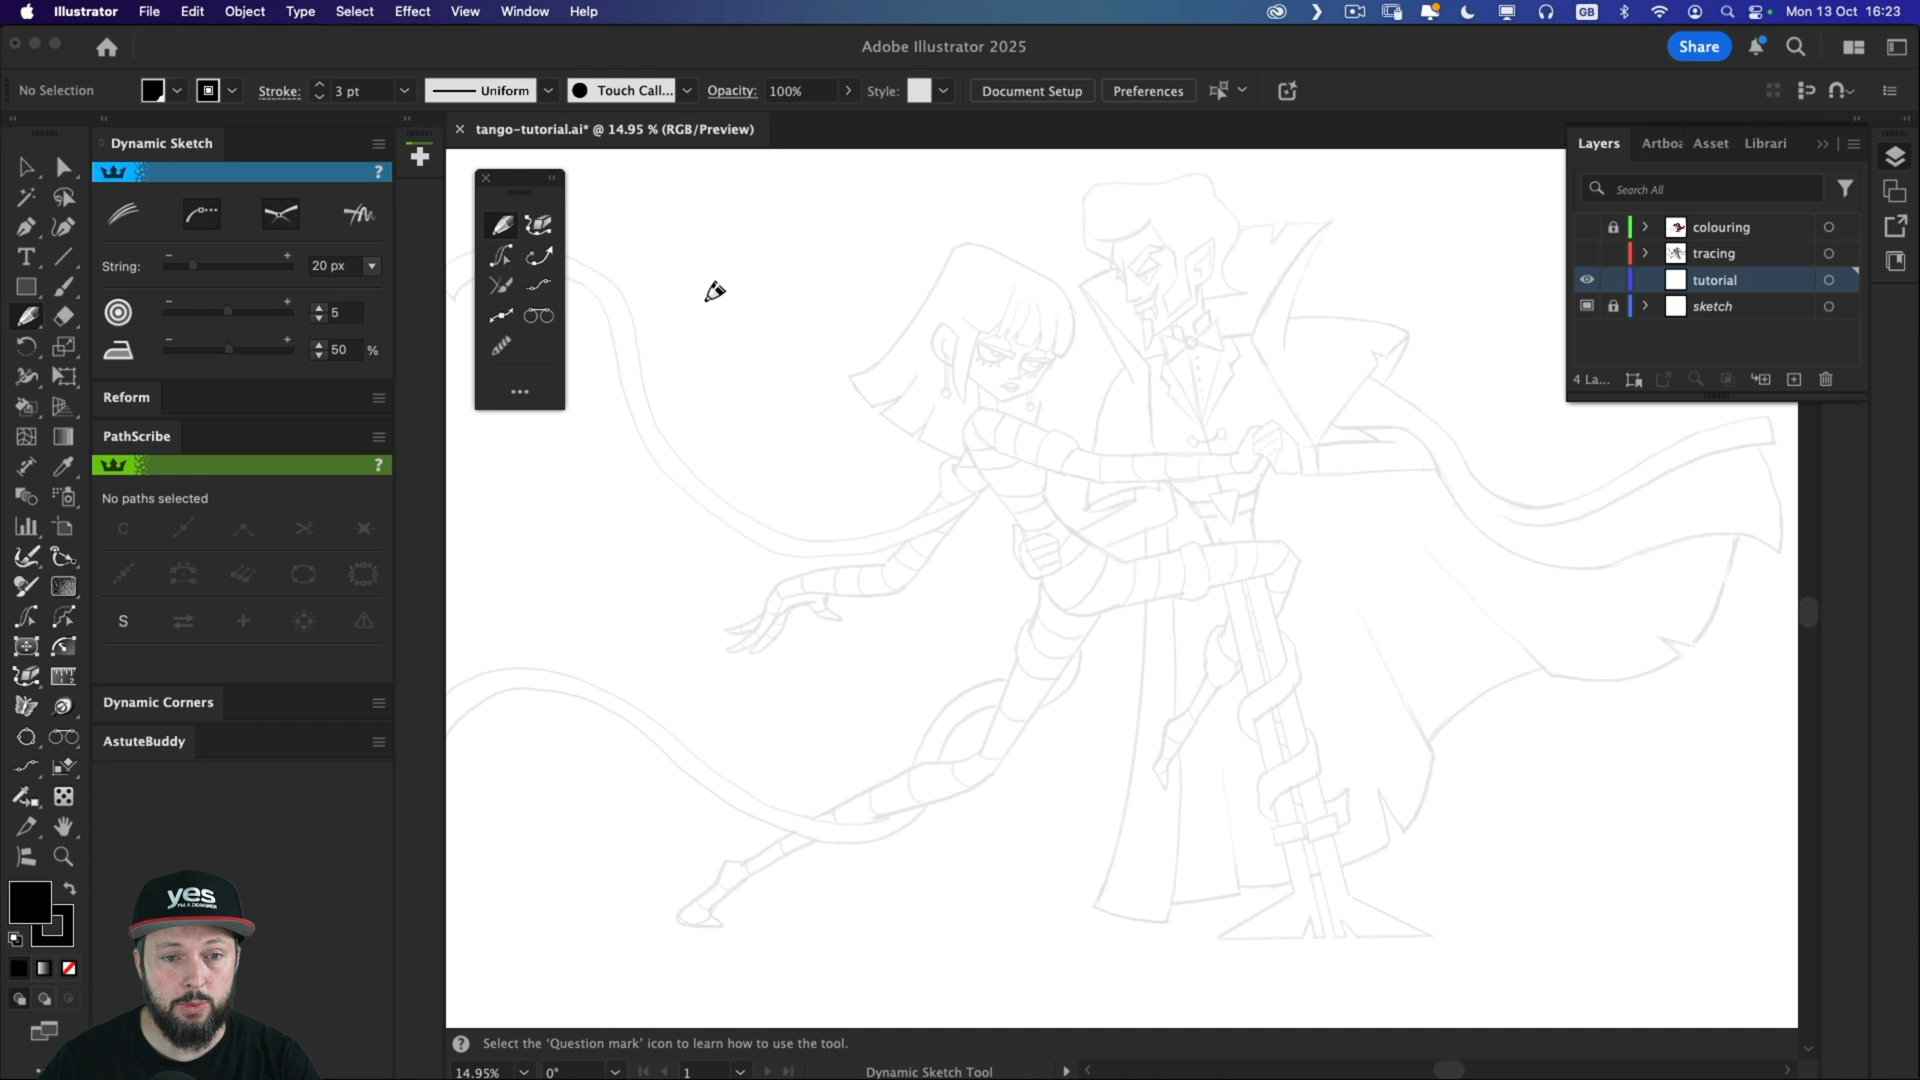 Illustrator File Edit Object Type Select Effect View Window Help
GB
Mon 13 Oct 16:23
Adobe Illustrator 2025
Share
No Selection
Stroke: 3 pt
Uniform
Touch Call...
Opacity: 100%
Style:
Document Setup
Preferences
Dynamic Sketch
tango-tutorial.ai* @ 14.95 % (RGB/Preview)
Layers Artboa Asset Librari
?
Search All
colouring
String: 20 px
tracing
tutorial
sketch
5
50 %
4 La...
Reform
PathScribe
?
No paths selected
C
S
Dynamic Corners
AstuteBuddy
yes
I'M A DESIGNER
? Select the 'Question mark' icon to learn how to use the tool.
14.95% 0° 1 Dynamic Sketch Tool